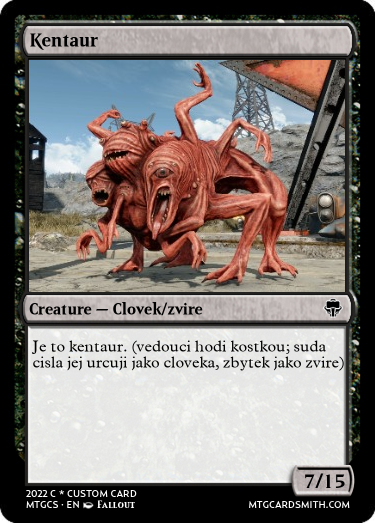 Kentaur
Creature — Clovek/zvire
Je to kentaur. (vedouci hodi kostkou; suda
cisla jej urcuji jako cloveka, zbytek jako zvire)
7/15
2022 C * CUSTOM CARD
MTGCS · EN Fallout
MTGCARDSMITH.COM